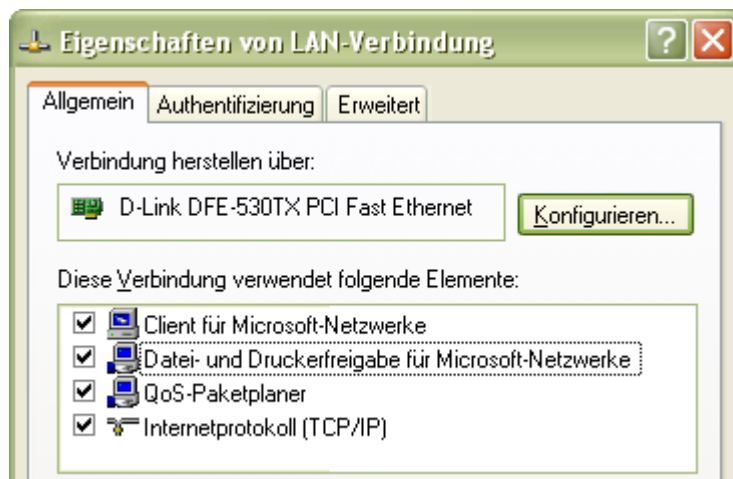 Eigenschaften von LAN-Verbindung ?
Allgemein Authentifizierung Erweitert
Verbindung herstellen über:
D-Link DFE-530TX PCI Fast Ethernet Konfigurieren...
Diese Verbindung verwendet folgende Elemente:
Client für Microsoft-Netzwerke
Datei- und Druckerfreigabe für Microsoft-Netzwerke
QoS-Paketplaner
Internetprotokoll (TCP/IP)